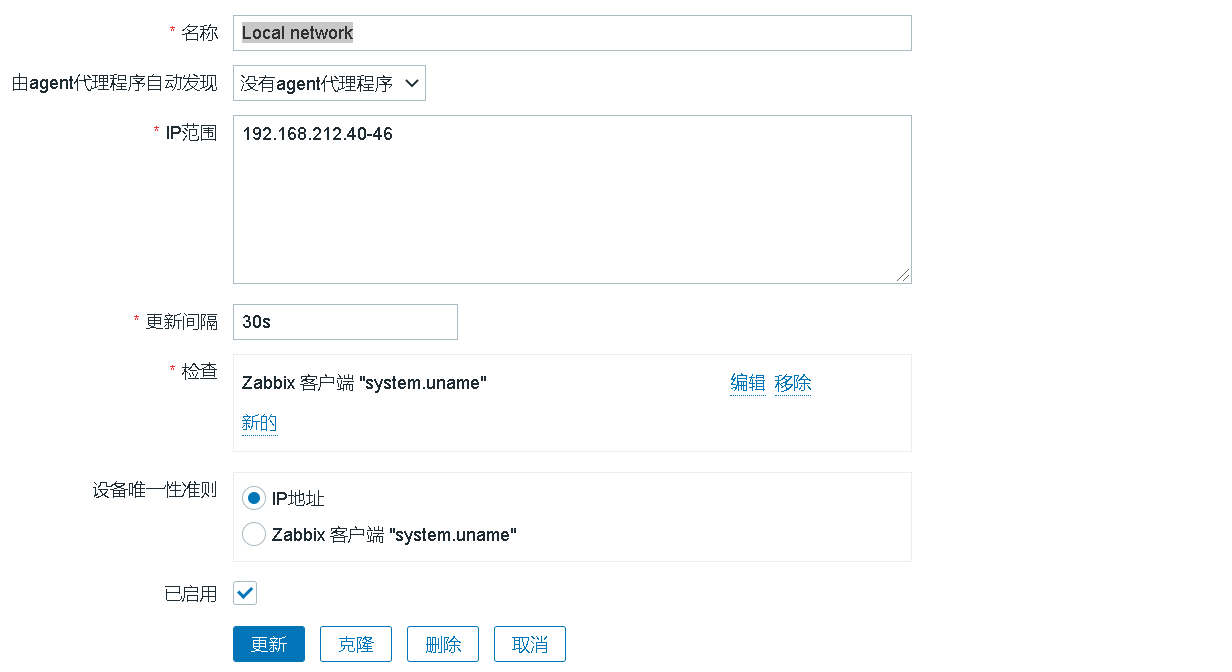 * 名称 Local network
由agent代理程序自动发现 没有agent代理程序
* IP范围 192.168.212.40-46
* 更新间隔 30s
* 检查 Zabbix 客户端 "system.uname" 编辑 移除
新的
设备唯一性准则 IP地址
Zabbix 客户端 "system.uname"
已启用
更新 克隆 删除 取消